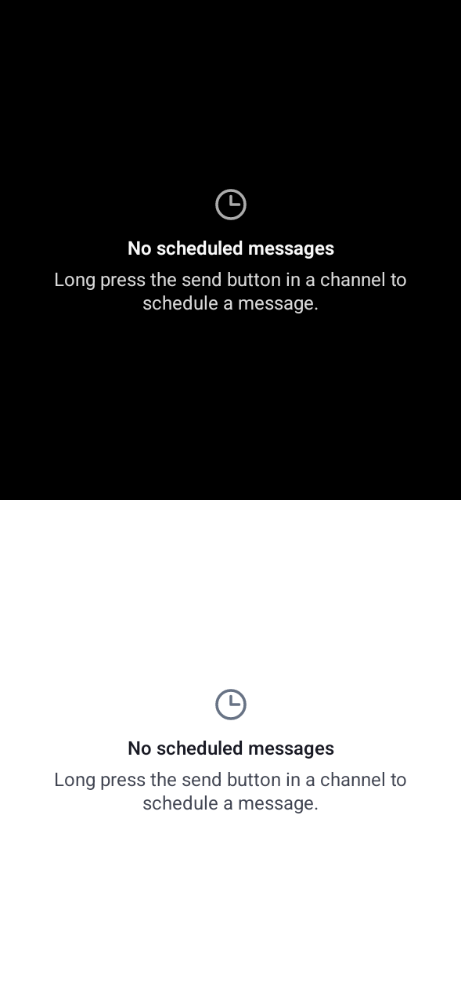 No scheduled messages
Long press the send button in a channel to
schedule a message.
No scheduled messages
Long press the send button in a channel to
schedule a message.